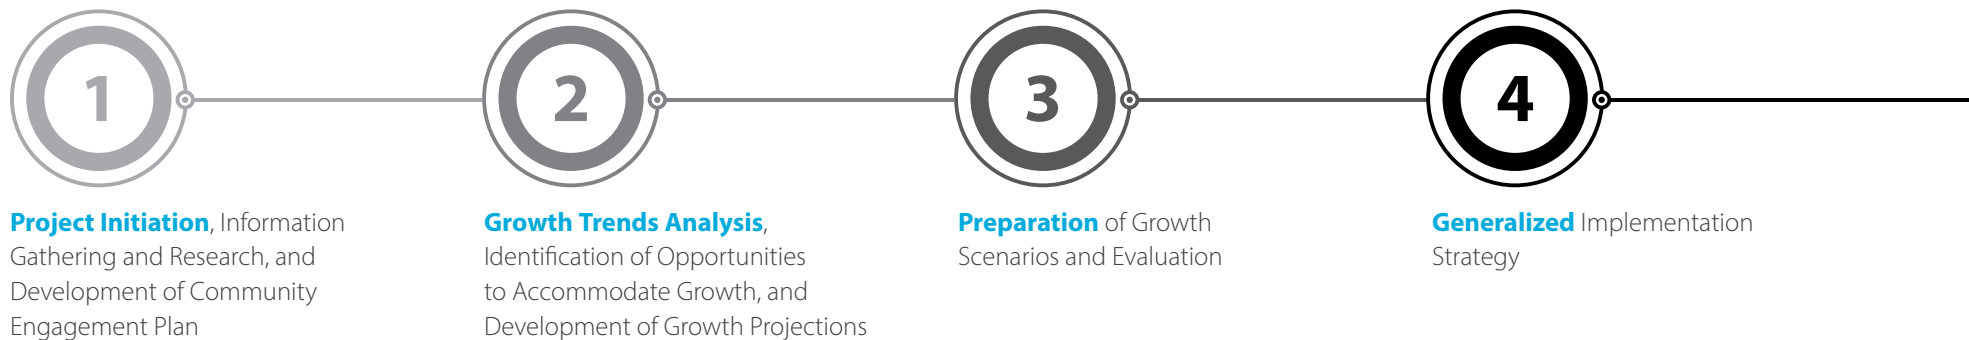 1
Project Initiation, Information
Gathering and Research, and
Development of Community
Engagement Plan
2
Growth Trends Analysis,
Identification of Opportunities
to Accommodate Growth, and
Development of Growth Projections
3
Preparation of Growth
Scenarios and Evaluation
4
Generalized Implementation
Strategy